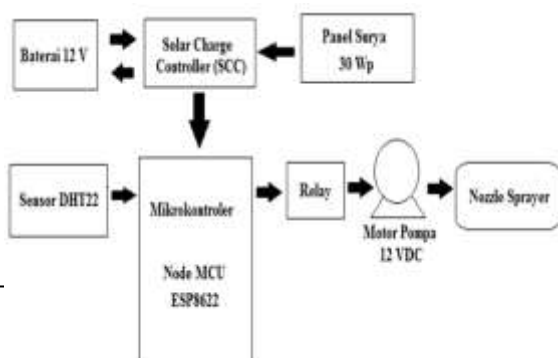 Baterai 12 V
Solar Charge
Controller (SCC)
Panel Surya
30 Wp
Sensor DHT22
Mikrokontroler
Node MCU
ESP8622
Relay
Motor Pompa
12 VDC
Nozzle Sprayer